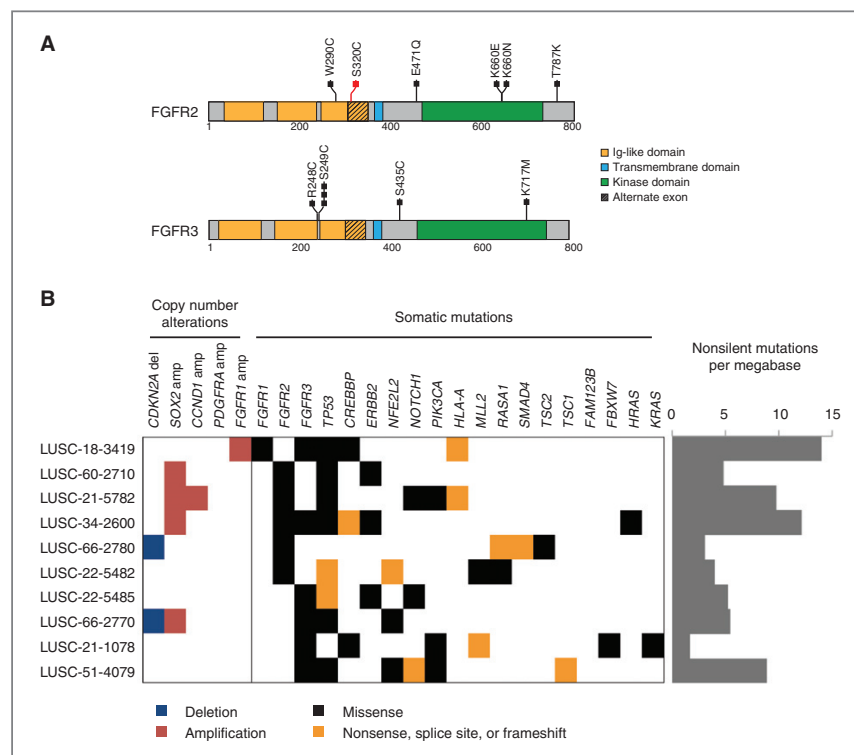 A
W290C
S320C
E471Q
K660E
K660N
T787K
FGFR2
1 200 400 600 800
R248C
S249C
S435C
K717M
FGFR3
1 200 400 600 800
Ig-like domain
Transmembrane domain
Kinase domain
Alternate exon
B
Copy number
alterations
Somatic mutations
Nonsilent mutations
per megabase
CDKN2A del
SOX2 amp
CCND1 amp
PDGFRA amp
FGFR1 amp
FGFR1
FGFR2
FGFR3
TP53
CREBBP
ERBB2
NFE2L2
NOTCH1
PIK3CA
HLA-A
MLL2
RASA1
SMAD4
TSC2
TSC1
FAM123B
FBXW7
HRAS
KRAS
0 5 10 15
LUSC-18-3419
LUSC-60-2710
LUSC-21-5782
LUSC-34-2600
LUSC-66-2780
LUSC-22-5482
LUSC-22-5485
LUSC-66-2770
LUSC-21-1078
LUSC-51-4079
Deletion
Amplification
Missense
Nonsense, splice site, or frameshift